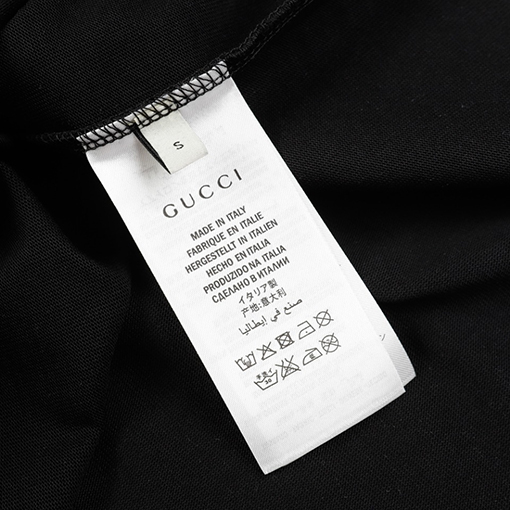 S
GUCCI
MADE IN ITALY
FABRIQUE EN ITALIE
HERGESTELLT IN ITALIEN
HECHO EN ITALIA
PRODUZIDO NA ITALIA
СДЕЛАНО В ИТАЛИИ
イタリア製
产地:意大利
صنع في إيطاليا